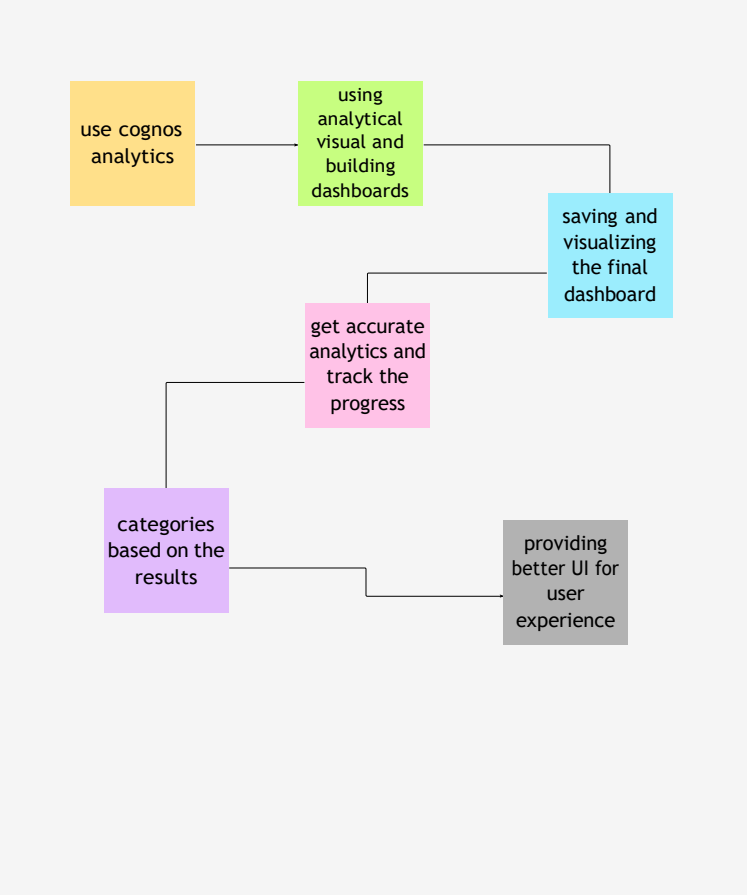 use cognos
analytics
using
analytical
visual and
building
dashboards
saving and
visualizing
the final
dashboard
get accurate
analytics and
track the
progress
categories
based on the
results
providing
better UI for
user
experience